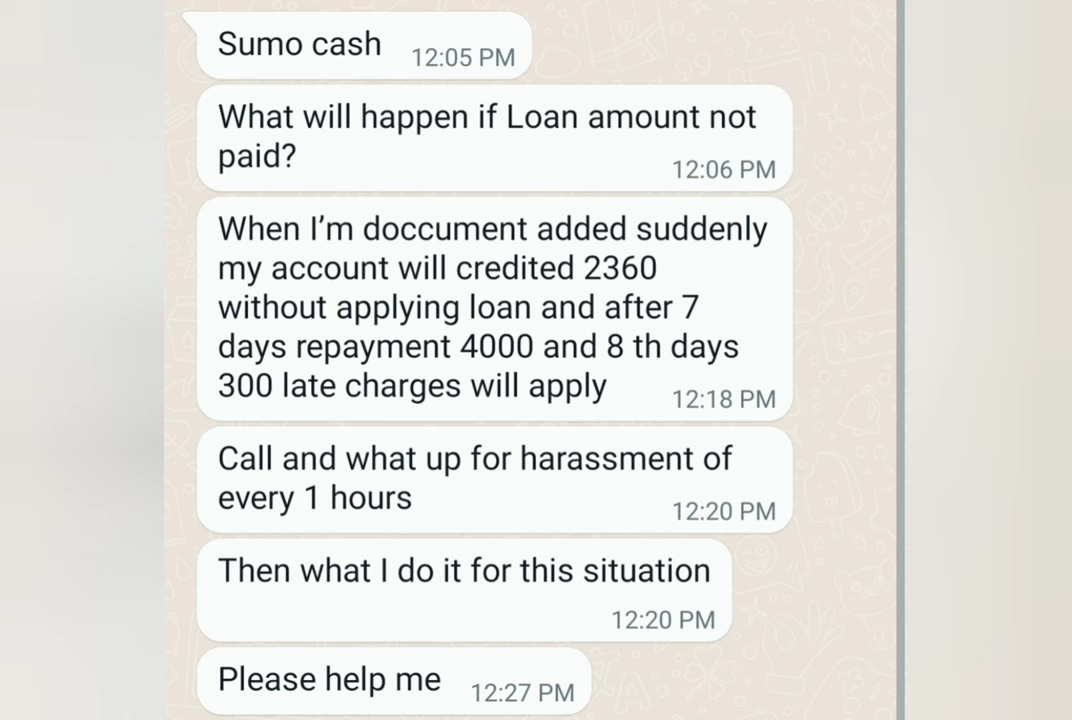 Sumo cash 12:05 PM
What will happen if Loan amount not
paid? 12:06 PM
When I’m doccument added suddenly
my account will credited 2360
without applying loan and after 7
days repayment 4000 and 8 th days
300 late charges will apply 12:18 PM
Call and what up for harassment of
every 1 hours 12:20 PM
Then what I do it for this situation
12:20 PM
Please help me 12:27 PM